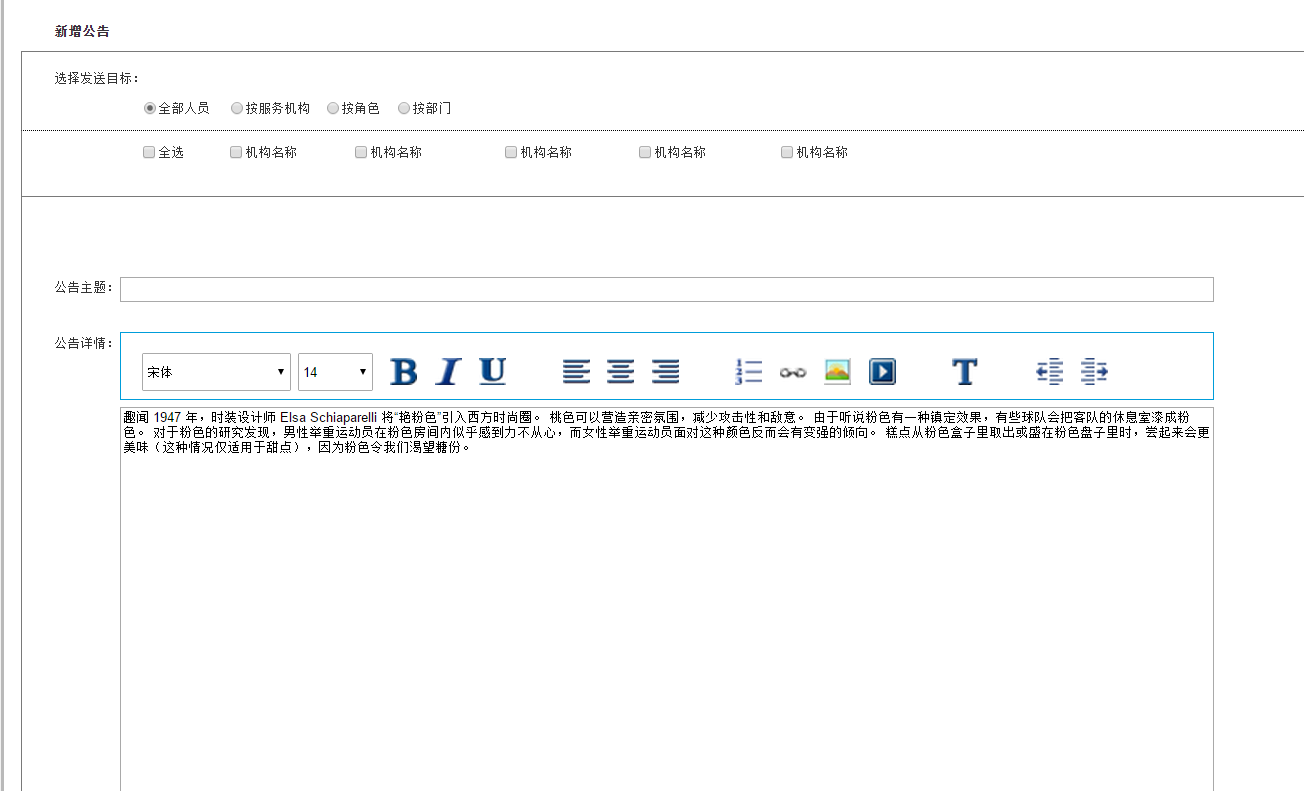 新增公告
选择发送目标：
全部人员 按服务机构 按角色 按部门
全选 机构名称 机构名称 机构名称 机构名称 机构名称
公告主题：
公告详情：
宋体 14 B I U T
趣闻 1947 年，时装设计师 Elsa Schiaparelli 将“艳粉色”引入西方时尚圈。 桃色可以营造亲密氛围，减少攻击性和敌意。 由于听说粉色有一种镇定效果，有些球队会把客队的休息室漆成粉
色。 对于粉色的研究发现，男性举重运动员在粉色房间内似乎感到力不从心，而女性举重运动员面对这种颜色反而会有变强的倾向。 糕点从粉色盒子里取出或盛在粉色盘子里时，尝起来会更
美味（这种情况仅适用于甜点），因为粉色令我们渴望糖份。